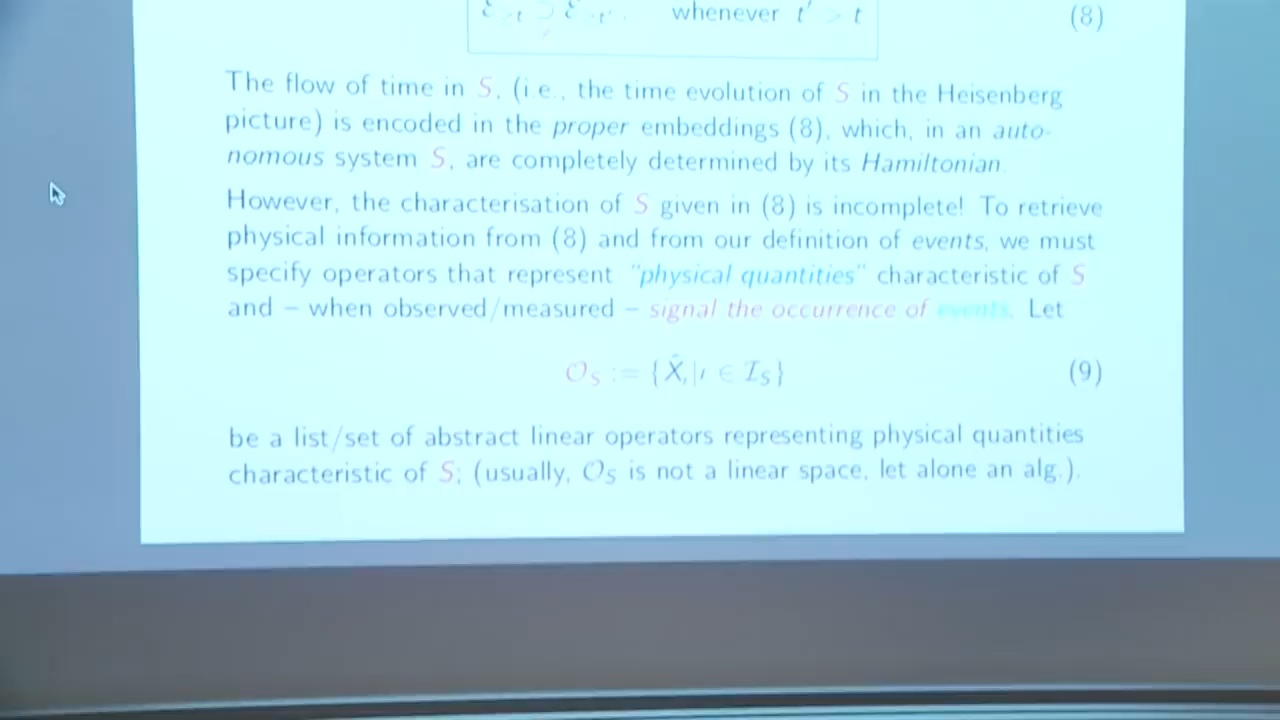 ℰ≥t ⊃ ℰ≥t′, whenever t′ > t (8)
The flow of time in S, (i.e., the time evolution of S in the Heisenberg
picture) is encoded in the proper embeddings (8), which, in an auto-
nomous system S, are completely determined by its Hamiltonian.
However, the characterisation of S given in (8) is incomplete! To retrieve
physical information from (8) and from our definition of events, we must
specify operators that represent "physical quantities" characteristic of S
and – when observed/measured – signal the occurrence of events. Let
𝒪S := {X̂ι|ι ∈ ℐS} (9)
be a list/set of abstract linear operators representing physical quantities
characteristic of S; (usually, 𝒪S is not a linear space, let alone an alg.).